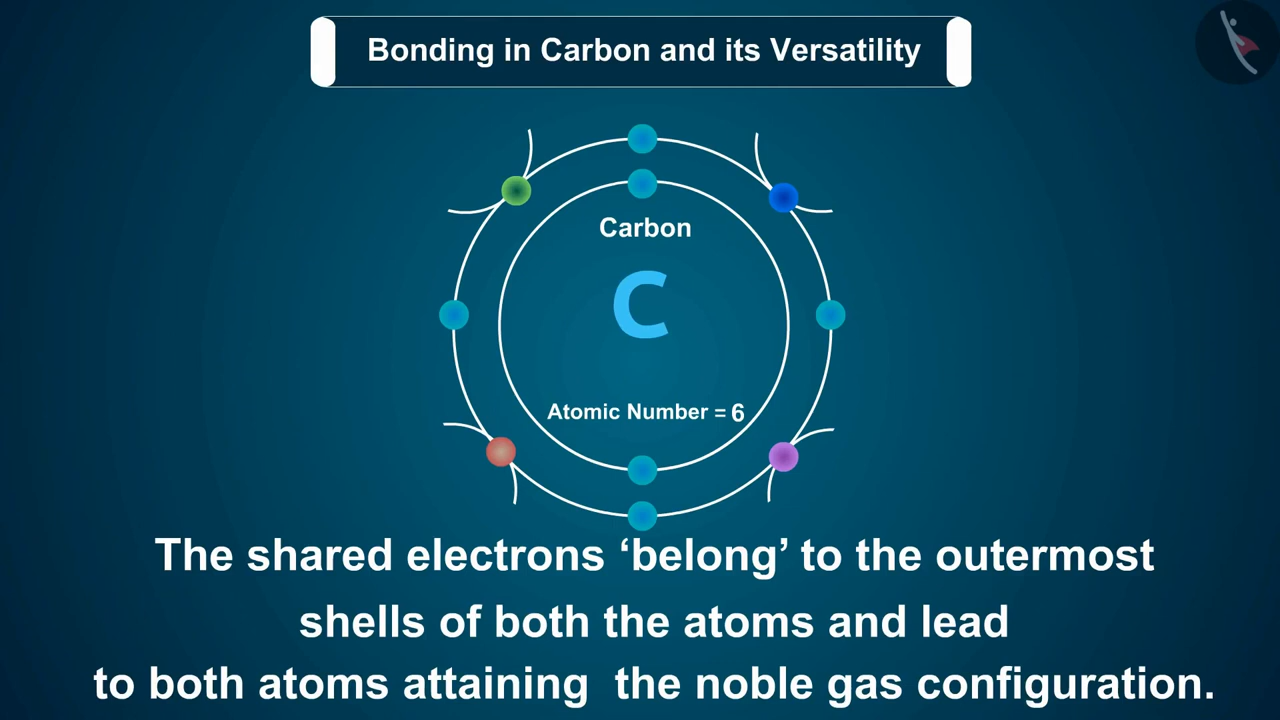 Bonding in Carbon and its Versatility
Carbon
C
Atomic Number = 6
The shared electrons ‘belong’ to the outermost
shells of both the atoms and lead
to both atoms attaining  the noble gas configuration.